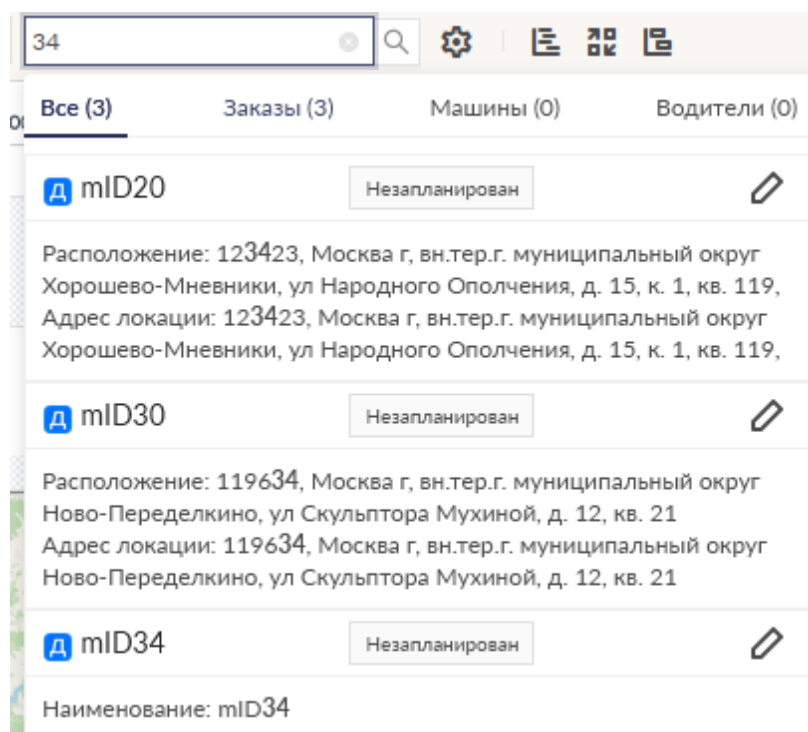 34
Все (3) Заказы (3) Машины (0) Водители (0)
Д mID20 Незапланирован
Расположение: 123423, Москва г, вн.тер.г. муниципальный округ
Хорошево-Мневники, ул Народного Ополчения, д. 15, к. 1, кв. 119,
Адрес локации: 123423, Москва г, вн.тер.г. муниципальный округ
Хорошево-Мневники, ул Народного Ополчения, д. 15, к. 1, кв. 119,
Д mID30 Незапланирован
Расположение: 119634, Москва г, вн.тер.г. муниципальный округ
Ново-Переделкино, ул Скульптора Мухиной, д. 12, кв. 21
Адрес локации: 119634, Москва г, вн.тер.г. муниципальный округ
Ново-Переделкино, ул Скульптора Мухиной, д. 12, кв. 21
Д mID34 Незапланирован
Наименование: mID34